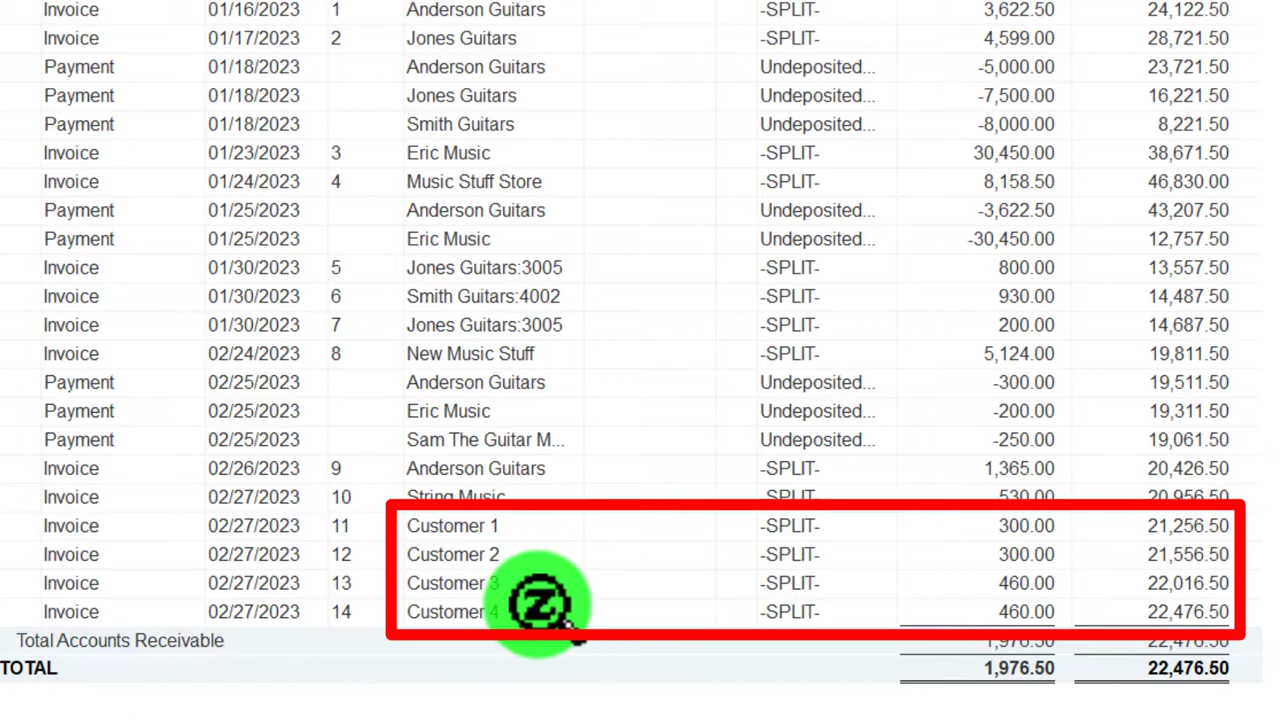 Invoice 01/16/2023 1 Anderson Guitars -SPLIT- 3,622.50 24,122.50
Invoice 01/17/2023 2 Jones Guitars -SPLIT- 4,599.00 28,721.50
Payment 01/18/2023 Anderson Guitars Undeposited... -5,000.00 23,721.50
Payment 01/18/2023 Jones Guitars Undeposited... -7,500.00 16,221.50
Payment 01/18/2023 Smith Guitars Undeposited... -8,000.00 8,221.50
Invoice 01/23/2023 3 Eric Music -SPLIT- 30,450.00 38,671.50
Invoice 01/24/2023 4 Music Stuff Store -SPLIT- 8,158.50 46,830.00
Payment 01/25/2023 Anderson Guitars Undeposited... -3,622.50 43,207.50
Payment 01/25/2023 Eric Music Undeposited... -30,450.00 12,757.50
Invoice 01/30/2023 5 Jones Guitars:3005 -SPLIT- 800.00 13,557.50
Invoice 01/30/2023 6 Smith Guitars:4002 -SPLIT- 930.00 14,487.50
Invoice 01/30/2023 7 Jones Guitars:3005 -SPLIT- 200.00 14,687.50
Invoice 02/24/2023 8 New Music Stuff -SPLIT- 5,124.00 19,811.50
Payment 02/25/2023 Anderson Guitars Undeposited... -300.00 19,511.50
Payment 02/25/2023 Eric Music Undeposited... -200.00 19,311.50
Payment 02/25/2023 Sam The Guitar M... Undeposited... -250.00 19,061.50
Invoice 02/26/2023 9 Anderson Guitars -SPLIT- 1,365.00 20,426.50
Invoice 02/27/2023 10 String Music -SPLIT- 530.00 20,956.50
Invoice 02/27/2023 11 Customer 1 -SPLIT- 300.00 21,256.50
Invoice 02/27/2023 12 Customer 2 -SPLIT- 300.00 21,556.50
Invoice 02/27/2023 13 Customer 3 -SPLIT- 460.00 22,016.50
Invoice 02/27/2023 14 Customer 4 -SPLIT- 460.00 22,476.50
Total Accounts Receivable 1,976.50 22,476.50
TOTAL 1,976.50 22,476.50